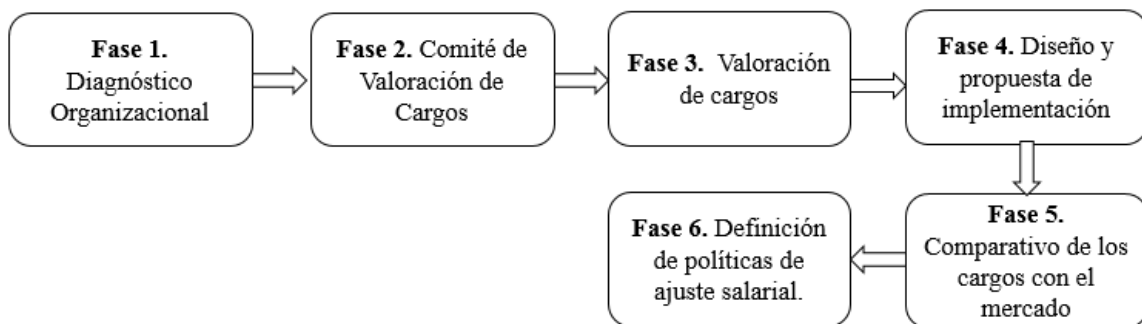 Fase 1.
Diagnóstico
Organizacional
Fase 2. Comité de
Valoración de
Cargos
Fase 3. Valoración
de cargos
Fase 4. Diseño y
propuesta de
implementación
Fase 5.
Comparativo de los
cargos con el
mercado
Fase 6. Definición
de políticas de
ajuste salarial.